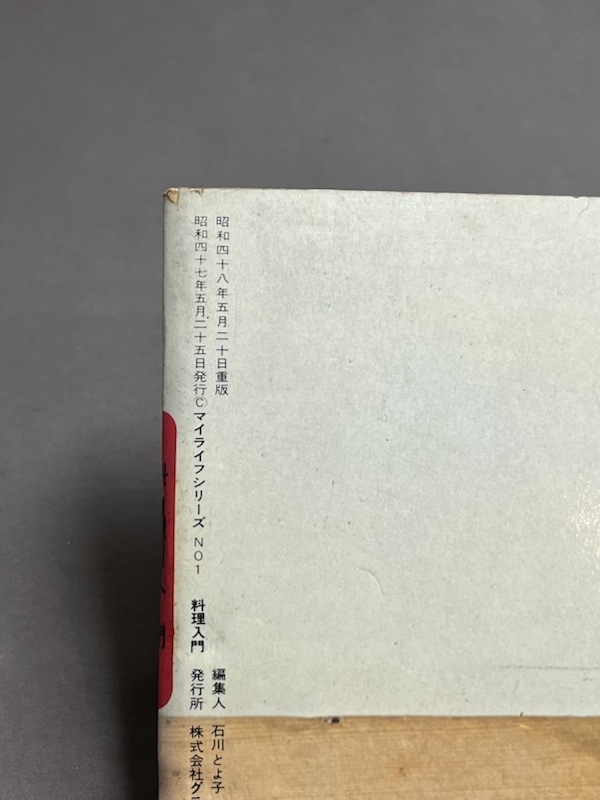 昭和四十八年五月二十日重版
編集人 石川とよ子
昭和四十七年五月二十五日発行©マイライフシリーズ NO1 料理入門
発行所 株式会社グラ
入門